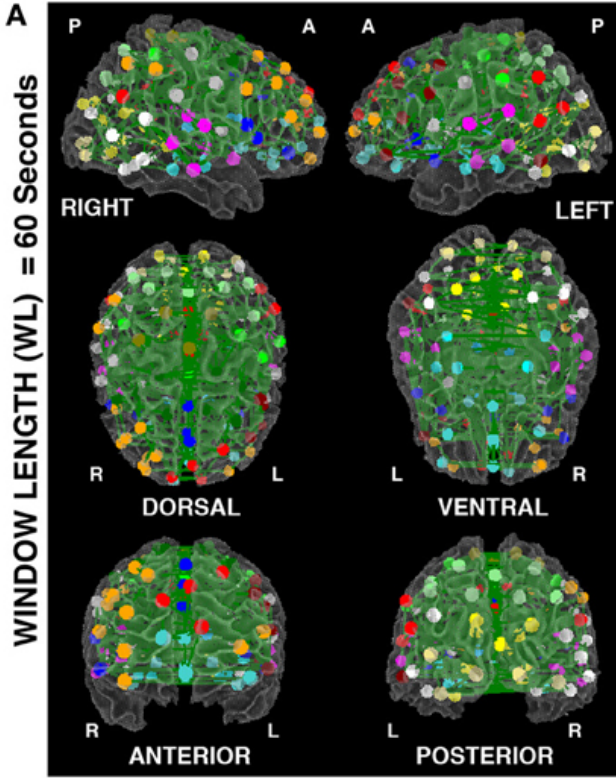 A
WINDOW LENGTH (WL) = 60 Seconds
P A A P
RIGHT LEFT
R L L R
DORSAL VENTRAL
R L L R
ANTERIOR POSTERIOR